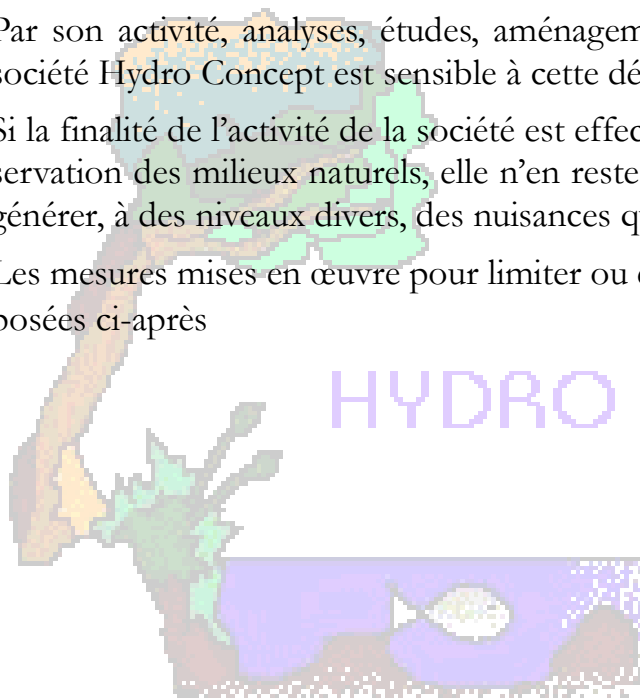 Par son activité, analyses, études, aménagem
société Hydro Concept est sensible à cette dé
Si la finalité de l’activité de la société est effec
servation des milieux naturels, elle n’en reste
générer, à des niveaux divers, des nuisances q
Les mesures mises en œuvre pour limiter ou
posées ci-après
HYDRO